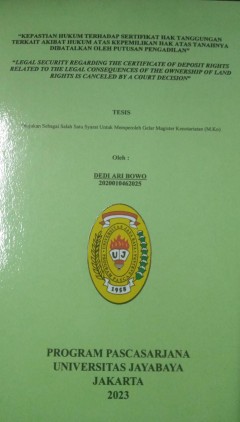 "KEPASTIAN HUKUM TERHADAP SERTIFIKAT HAK TANGGUNGAN
TERKAIT AKIBAT HUKUM ATAS KEPEMILIKAN HAK ATAS TANAHNYA
DIBATALKAN OLEH PUTUSAN PENGADILAN"
"LEGAL SECURITY REGARDING THE CERTIFICATE OF DEPOSIT RIGHTS
RELATED TO THE LEGAL CONSEQUENCES OF THE OWNERSHIP OF LAND
RIGHTS IS CANCELED BY A COURT DECISION"
TESIS
Diajukan Sebagai Salah Satu Syarat Untuk Memperoleh Gelar Magister Kenotariatan (M.Kn)
Oleh :
DEDI ARI BOWO
2020010462025
UJ
1958
PROGRAM PASCASARJANA
UNIVERSITAS JAYABAYA
JAKARTA
2023